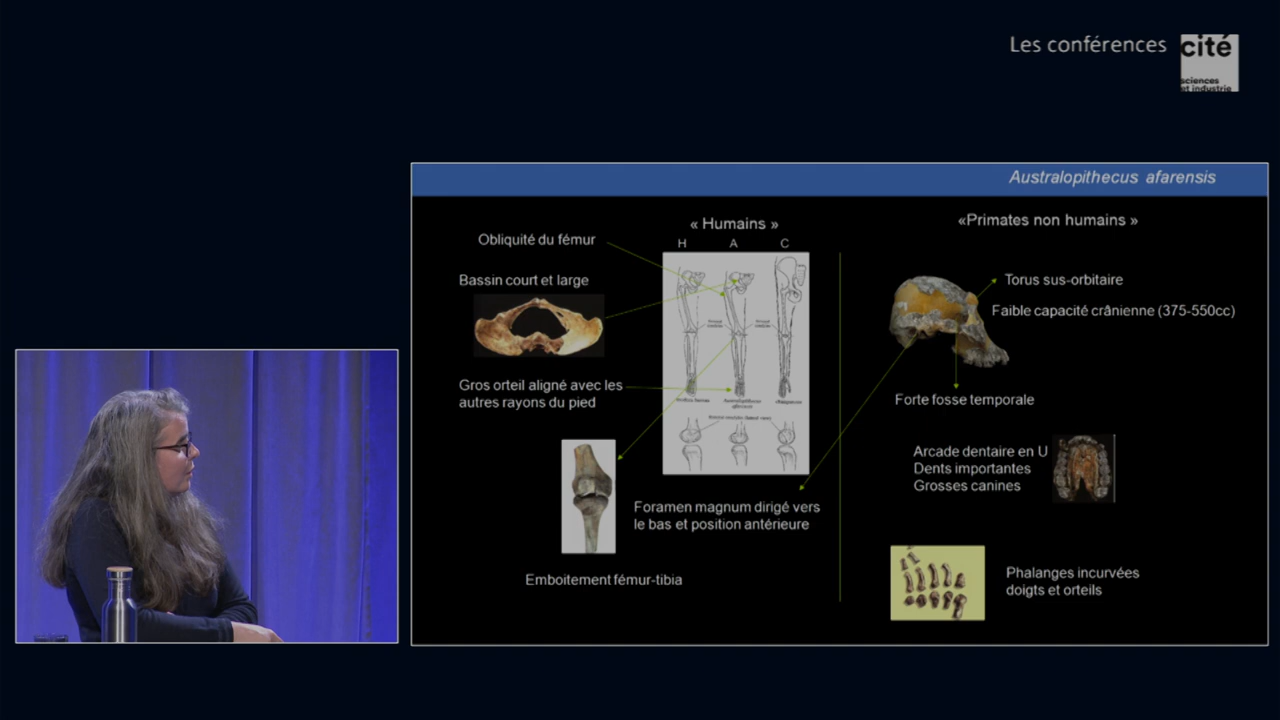 Les conférences
cité
sciences
et industrie
Australopithecus afarensis
« Humains »
H A C
Obliquité du fémur
Bassin court et large
Gros orteil aligné avec les
autres rayons du pied
Foramen magnum dirigé vers
le bas et position antérieure
Emboitement fémur-tibia
«Primates non humains »
Torus sus-orbitaire
Faible capacité crânienne (375-550cc)
Forte fosse temporale
Arcade dentaire en U
Dents importantes
Grosses canines
Phalanges incurvées
doigts et orteils